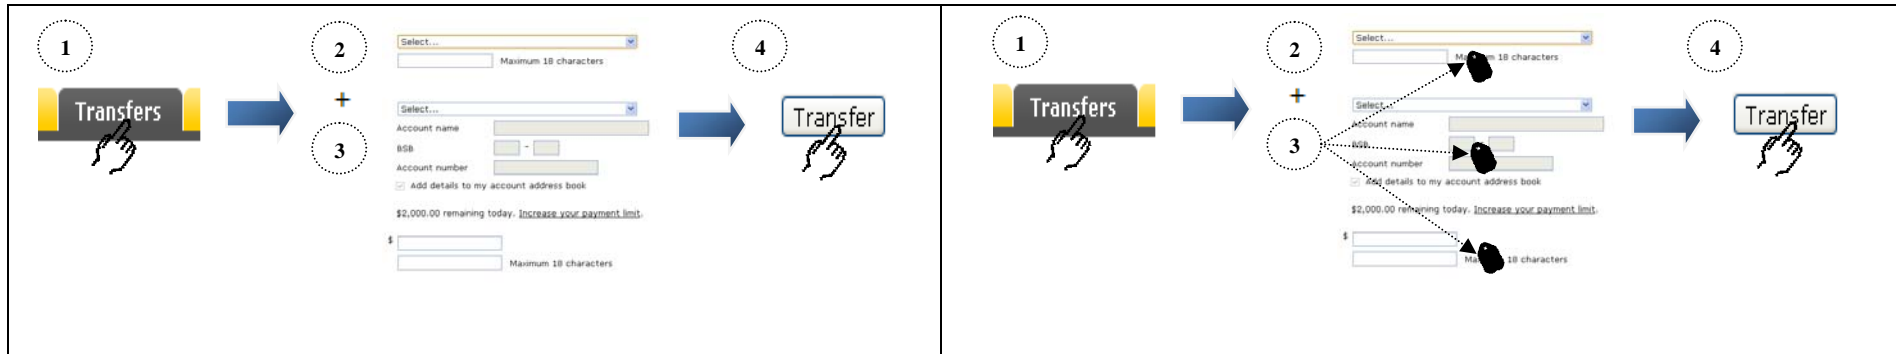 1
Transfers
2
+
3
Select...
Maximum 18 characters
Select...
Account name
BSB
-
Account number
Add details to my account address book
$2,000.00 remaining today. Increase your payment limit.
$
Maximum 18 characters
4
Transfer
1
Transfers
2
+
3
Select...
18 characters
Select...
Account name
BSB
Account number
Add details to my account address book
$2,000.00 remaining today. Increase your payment limit.
$
18 characters
4
Transfer